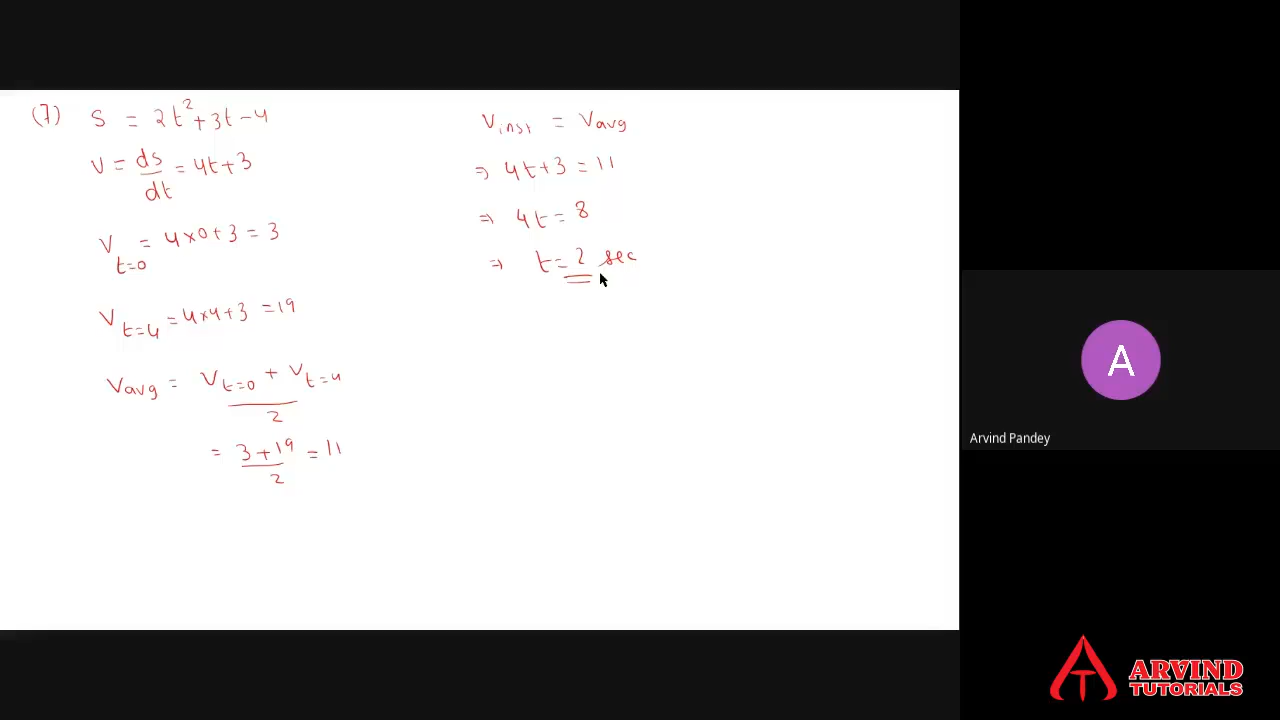 (7) S = 2t² + 3t - 4
V = ds/dt = 4t + 3
V t=0 = 4×0+3 = 3
V t=4 = 4×4+3 = 19
Vavg = (V t=0 + V t=4)/2
= (3+19)/2 = 11
Vinst = Vavg
⇒ 4t+3 = 11
⇒ 4t = 8
⇒ t = 2 sec
A
Arvind Pandey
ARVIND
TUTORIALS